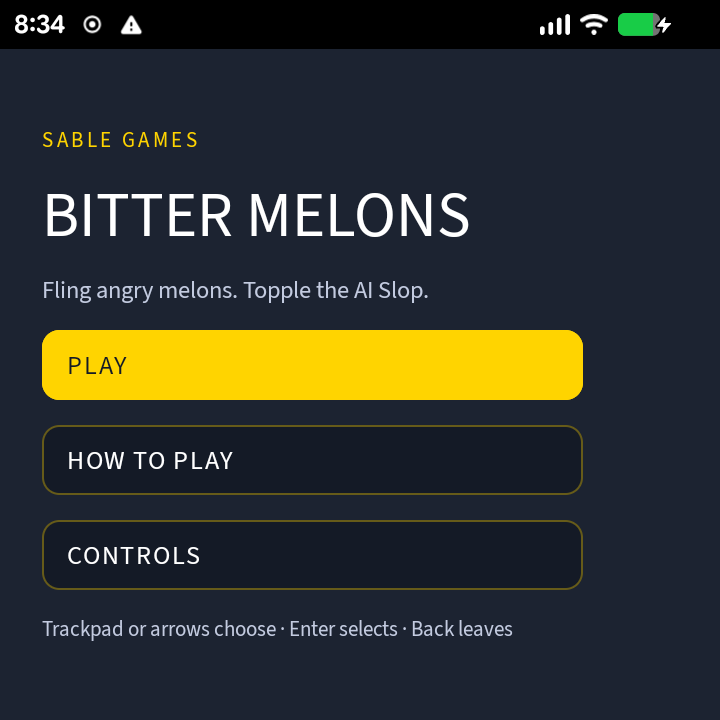 8:34
SABLE GAMES
BITTER MELONS
Fling angry melons. Topple the AI Slop.
PLAY
HOW TO PLAY
CONTROLS
Trackpad or arrows choose · Enter selects · Back leaves